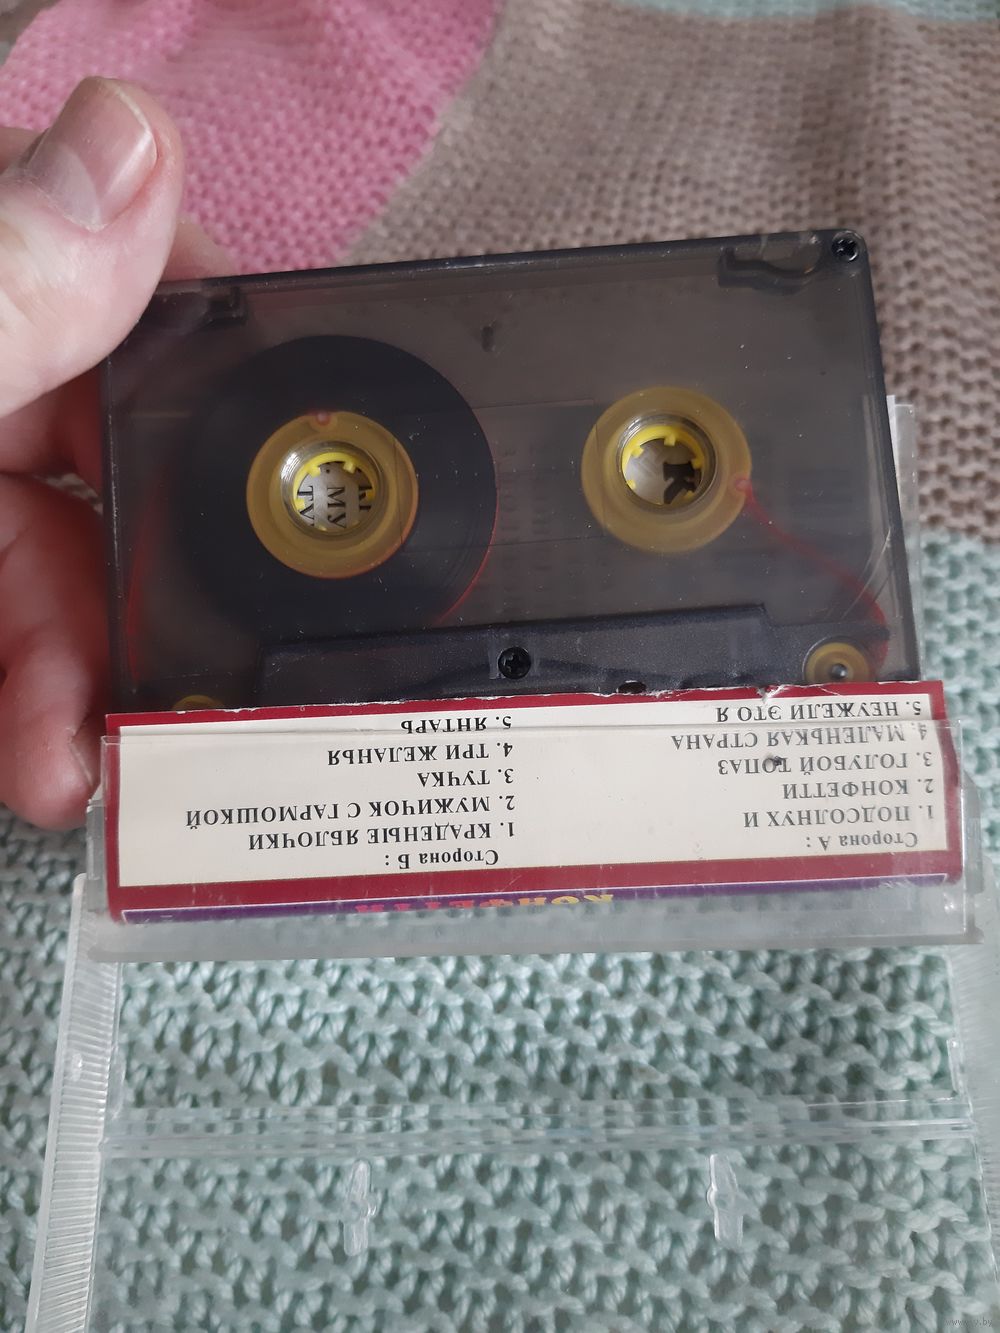 КОНФЕТТИ
Сторона А :
1. ПОДСОЛНУХ И
2. КОНФЕТТИ
3. ГОЛУБОЙ ТОПАЗ
4. МАЛЕНЬКАЯ СТРАНА
5. НЕУЖЕЛИ ЭТО Я
Сторона Б :
1. КРАДЕНЫЕ ЯБЛОЧКИ
2. МУЖИЧОК С ГАРМОШКОЙ
3. ТУЧКА
4. ТРИ ЖЕЛАНЬЯ
5. ЯНТАРЬ